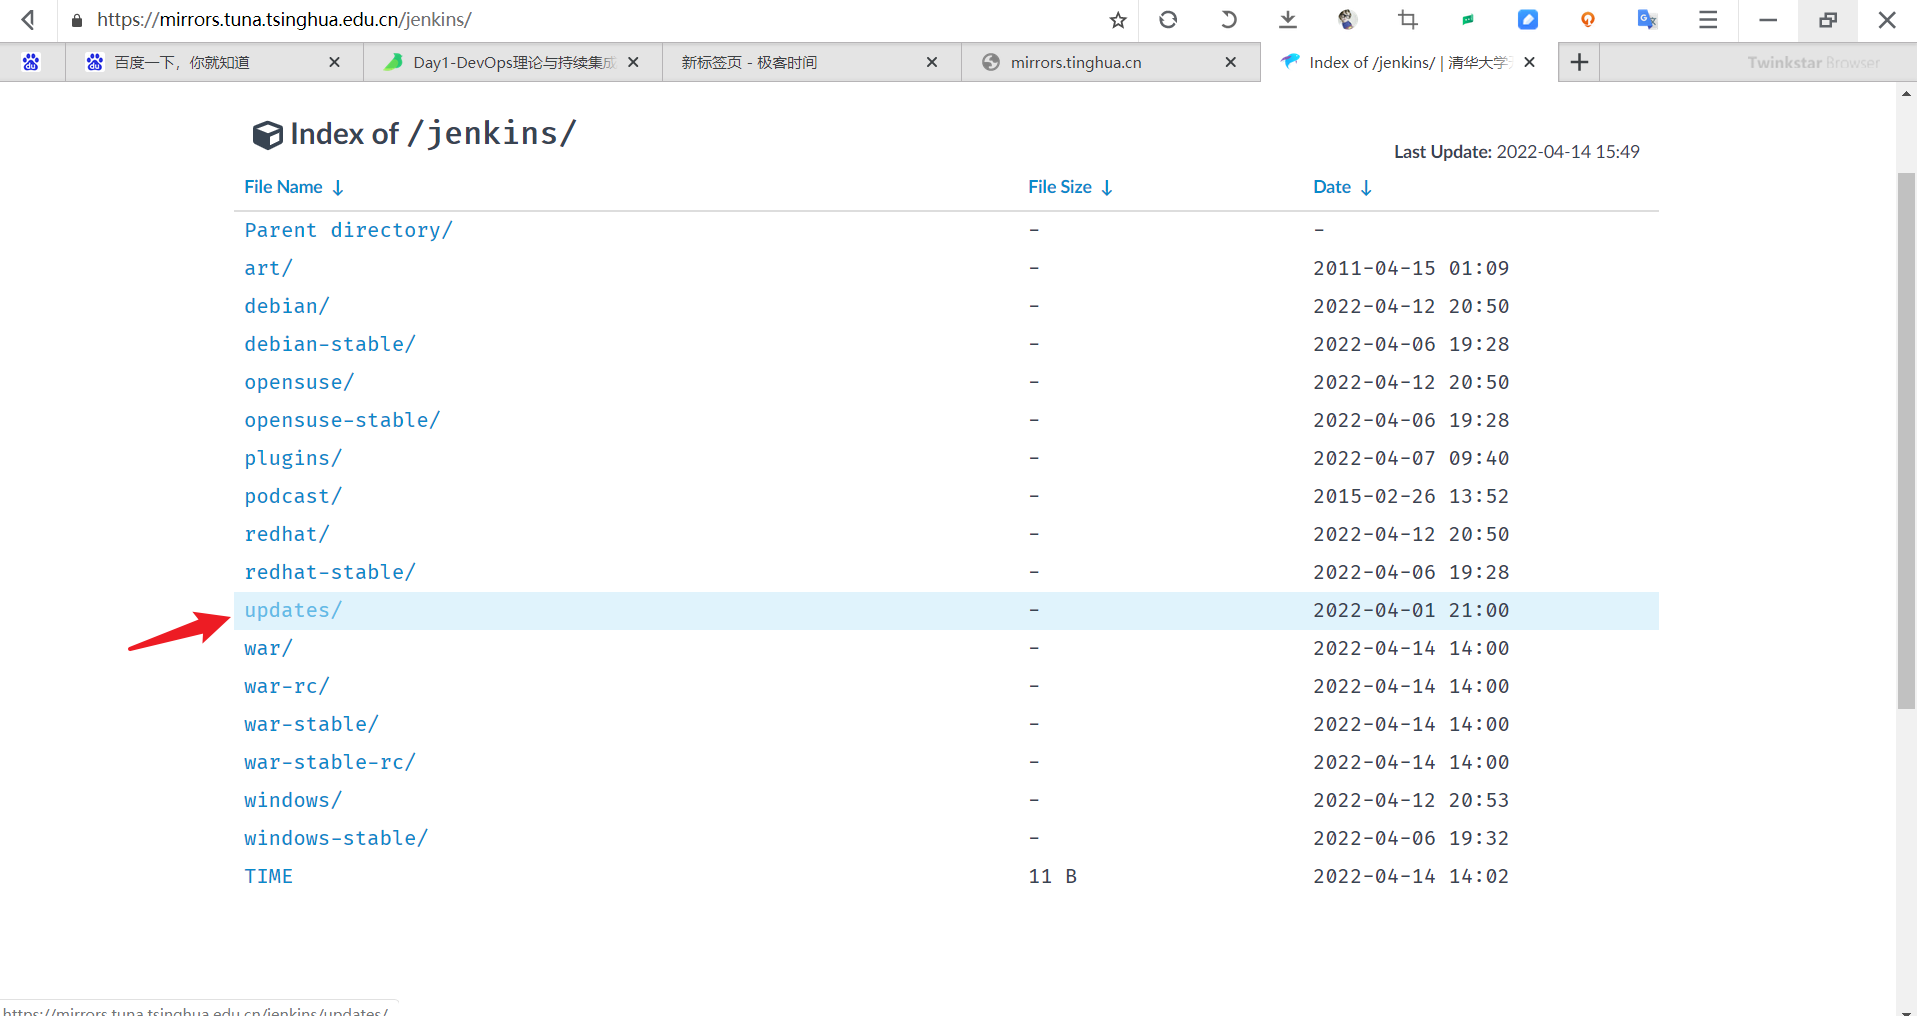 https://mirrors.tuna.tsinghua.edu.cn/jenkins/
百度一下，你就知道
Day1-DevOps理论与持续集成
新标签页 - 极客时间
mirrors.tinghua.cn
Index of /jenkins/ | 清华大学
Twinkstar Browser
Index of /jenkins/
Last Update: 2022-04-14 15:49
File Name ↓ File Size ↓ Date ↓
Parent directory/ - -
art/ - 2011-04-15 01:09
debian/ - 2022-04-12 20:50
debian-stable/ - 2022-04-06 19:28
opensuse/ - 2022-04-12 20:50
opensuse-stable/ - 2022-04-06 19:28
plugins/ - 2022-04-07 09:40
podcast/ - 2015-02-26 13:52
redhat/ - 2022-04-12 20:50
redhat-stable/ - 2022-04-06 19:28
updates/ - 2022-04-01 21:00
war/ - 2022-04-14 14:00
war-rc/ - 2022-04-14 14:00
war-stable/ - 2022-04-14 14:00
war-stable-rc/ - 2022-04-14 14:00
windows/ - 2022-04-12 20:53
windows-stable/ - 2022-04-06 19:32
TIME 11 B 2022-04-14 14:02
https://mirrors.tuna.tsinghua.edu.cn/jenkins/updates/